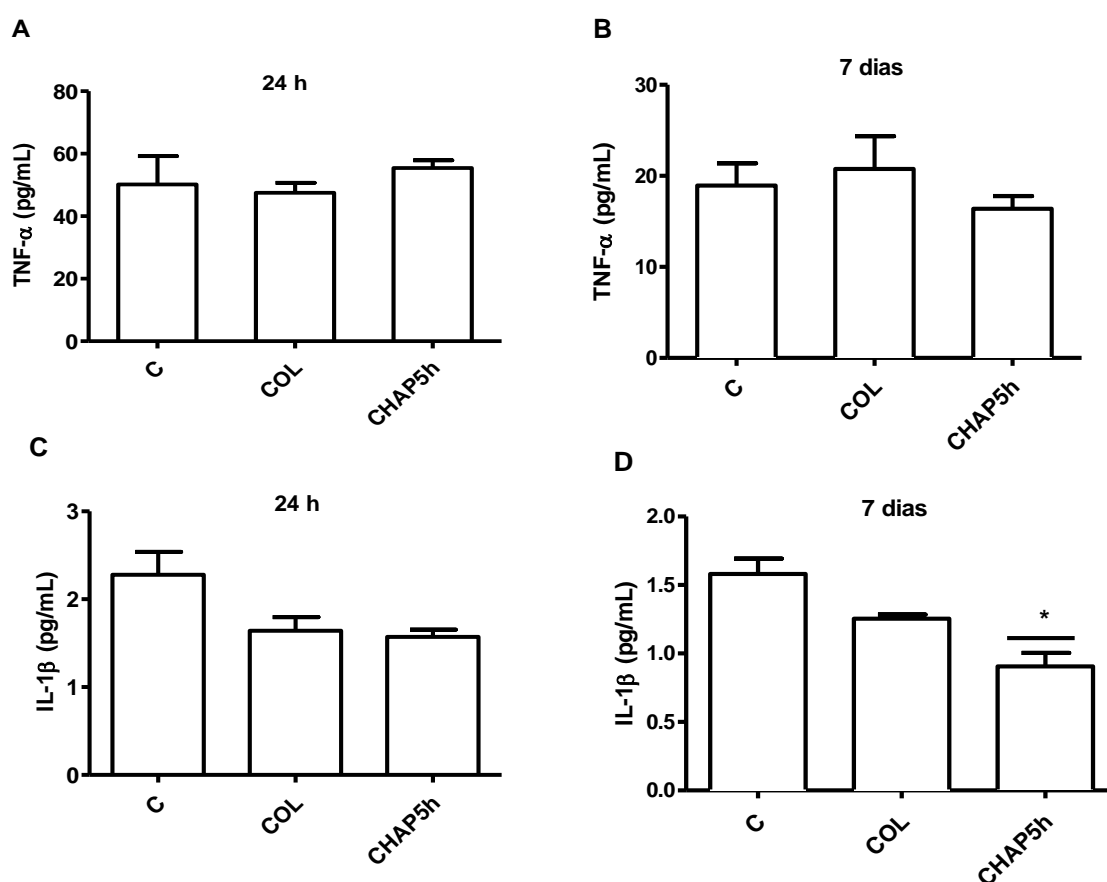 A
24 h
TNF-α (pg/mL)
80
60
40
20
0
C
COL
CHAP5h
B
7 dias
TNF-α (pg/mL)
30
20
10
0
C
COL
CHAP5h
C
24 h
IL-1β (pg/mL)
3
2
1
0
C
COL
CHAP5h
D
7 dias
IL-1β (pg/mL)
2.0
1.5
1.0
0.5
0.0
*
C
COL
CHAP5h